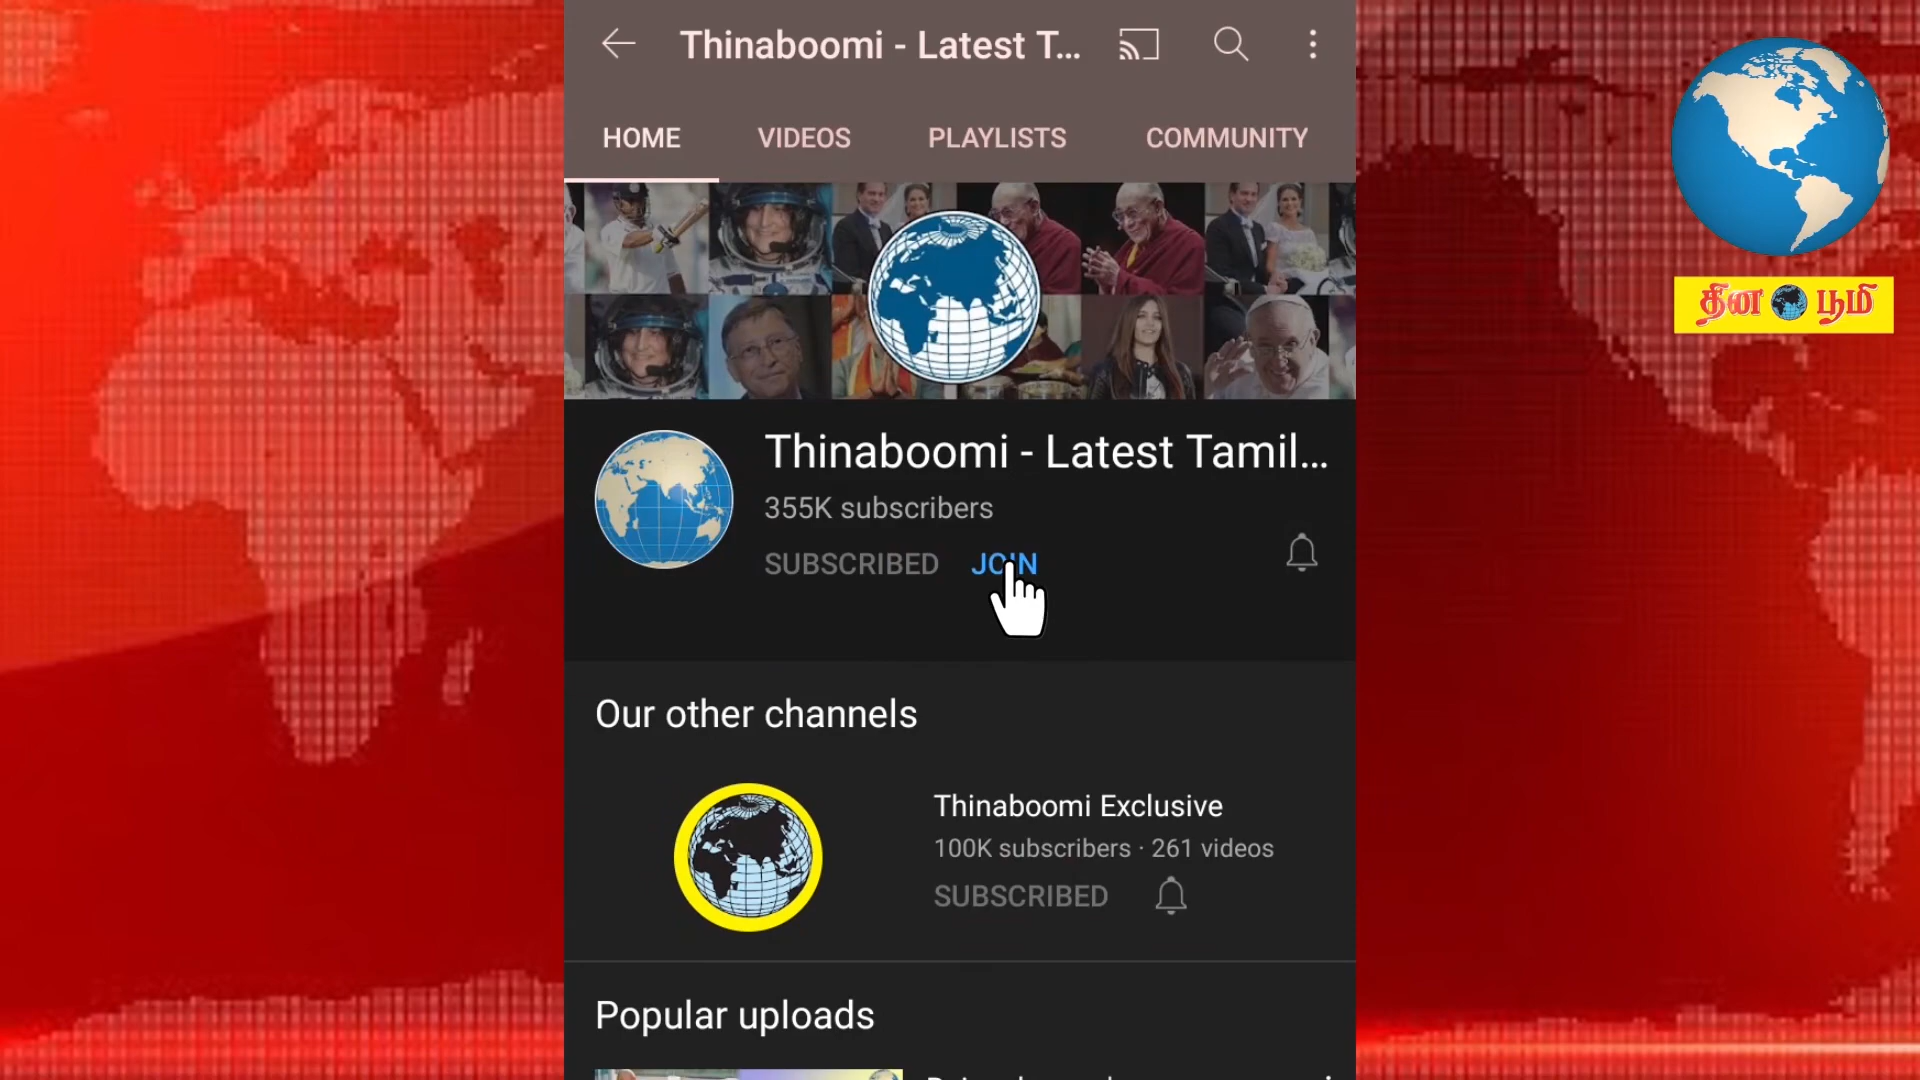 Thinaboomi - Latest T...
HOME VIDEOS PLAYLISTS COMMUNITY
தின பூமி
Thinaboomi - Latest Tamil...
355K subscribers
SUBSCRIBED JOIN
Our other channels
Thinaboomi Exclusive
100K subscribers · 261 videos
SUBSCRIBED
Popular uploads